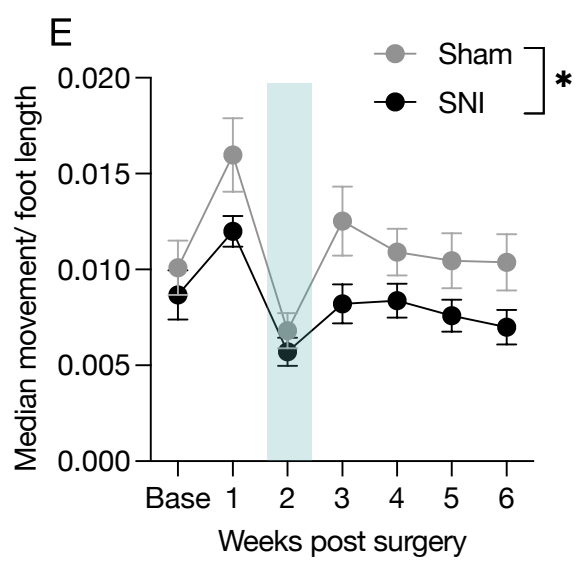 E
Sham
SNI
*
Median movement/ foot length
0.020
0.015
0.010
0.005
0.000
Base 1 2 3 4 5 6
Weeks post surgery